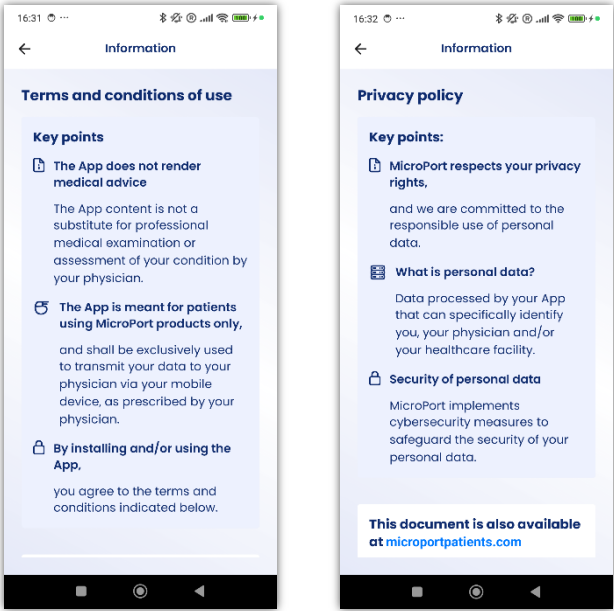 16:31
Information
Terms and conditions of use
Key points
The App does not render
medical advice
The App content is not a
substitute for professional
medical examination or
assessment of your condition by
your physician.
The App is meant for patients
using MicroPort products only,
and shall be exclusively used
to transmit your data to your
physician via your mobile
device, as prescribed by your
physician.
By installing and/or using the
App,
you agree to the terms and
conditions indicated below.
16:32
Information
Privacy policy
Key points:
MicroPort respects your privacy
rights,
and we are committed to the
responsible use of personal
data.
What is personal data?
Data processed by your App
that can specifically identify
you, your physician and/or
your healthcare facility.
Security of personal data
MicroPort implements
cybersecurity measures to
safeguard the security of your
personal data.
This document is also available
at microportpatients.com